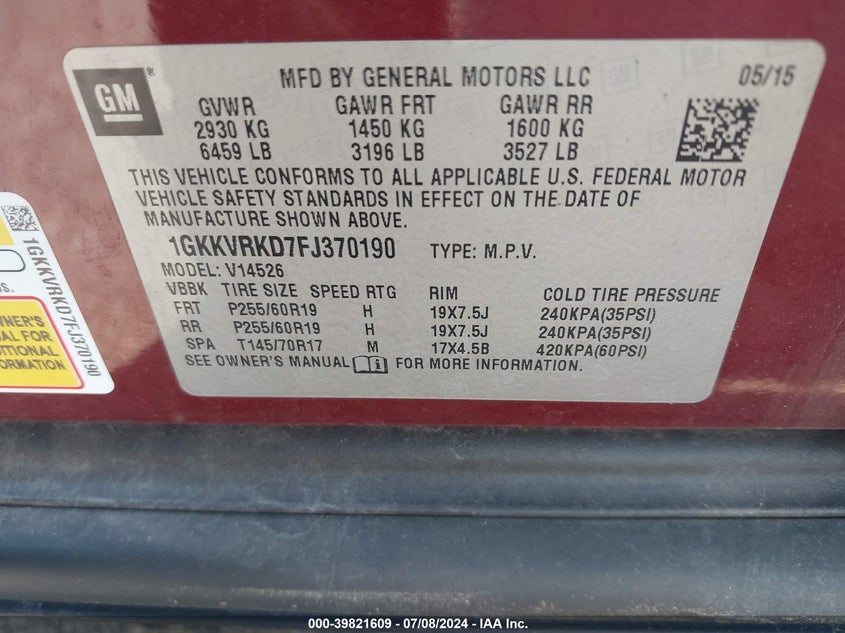 GM
MFD BY GENERAL MOTORS LLC 05/15
GVWR GAWR FRT GAWR RR
2930 KG 1450 KG 1600 KG
6459 LB 3196 LB 3527 LB
THIS VEHICLE CONFORMS TO ALL APPLICABLE U.S. FEDERAL MOTOR
VEHICLE SAFETY STANDARDS IN EFFECT ON THE DATE OF
MANUFACTURE SHOWN ABOVE.
1GKKVRKD7FJ370190 TYPE: M.P.V.
MODEL: V14526
VBBK TIRE SIZE SPEED RTG RIM COLD TIRE PRESSURE
FRT P255/60R19 H 19X7.5J 240KPA(35PSI)
RR P255/60R19 H 19X7.5J 240KPA(35PSI)
SPA T145/70R17 M 17X4.5B 420KPA(60PSI)
SEE OWNER'S MANUAL FOR MORE INFORMATION.
1GKKVRKD7FJ370190
OWNER'S
FOR
000-39821609 - 07/08/2024 - IAA Inc.